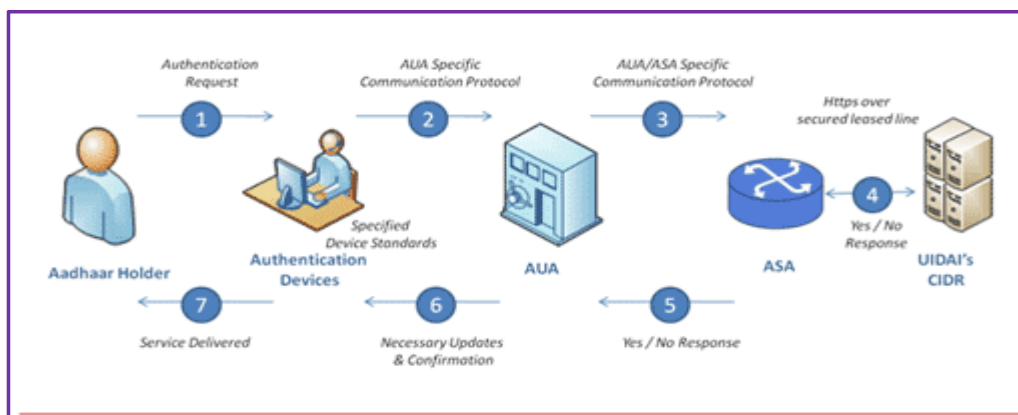 Authentication
Request
1
AUA Specific
Communication Protocol
2
AUA/ASA Specific
Communication Protocol
3
Https over
secured leased line
4
Yes / No
Response
Specified
Device Standards
Aadhaar Holder
Authentication
Devices
AUA
ASA
UIDAI's
CIDR
7
Service Delivered
6
Necessary Updates
& Confirmation
5
Yes / No Response